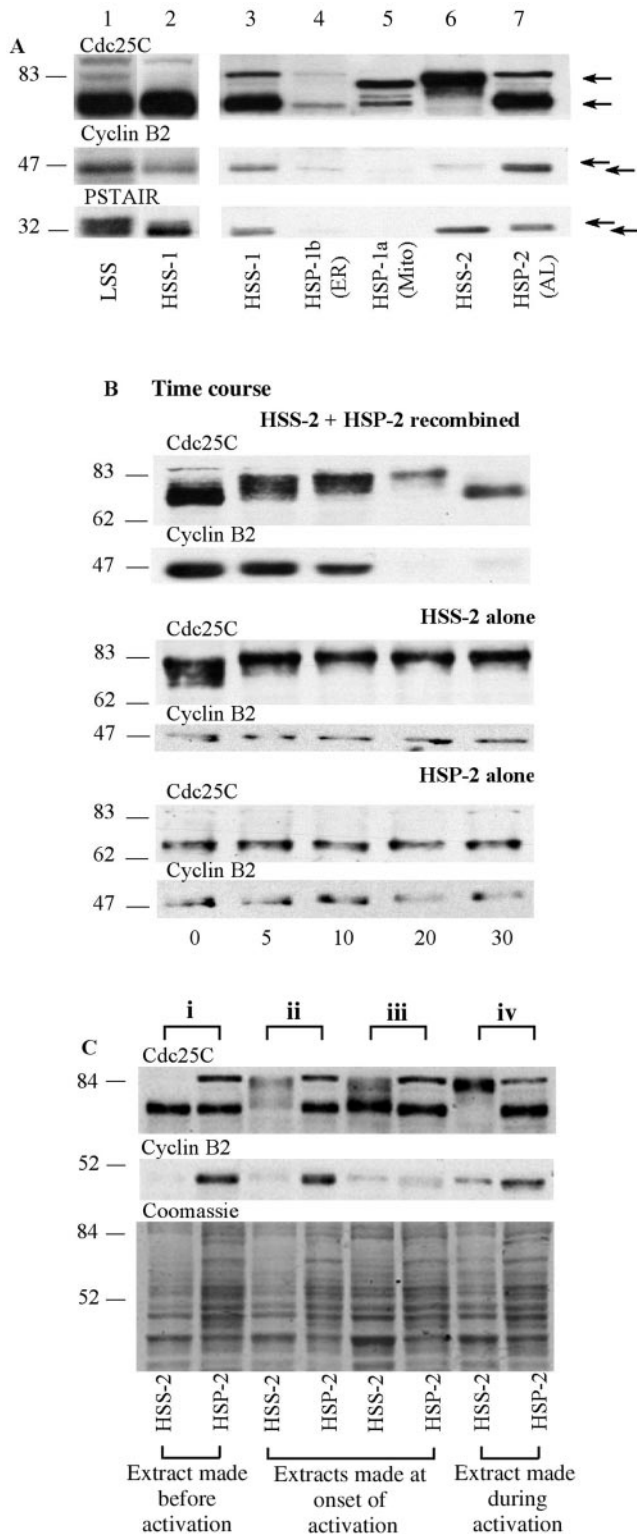 1 2 3 4 5 6 7
A
Cdc25C
83
Cyclin B2
47
PSTAIR
32
LSS
HSS-1
HSS-1
HSP-1b
(ER)
HSP-1a
(Mito)
HSS-2
HSP-2
(AL)
B Time course
HSS-2 + HSP-2 recombined
Cdc25C
83
62
Cyclin B2
47
HSS-2 alone
Cdc25C
83
62
Cyclin B2
47
HSP-2 alone
Cdc25C
83
62
Cyclin B2
47
0 5 10 20 30
i ii iii iv
C
Cdc25C
84
Cyclin B2
52
Coomassie
84
52
HSS-2
HSP-2
HSS-2
HSP-2
HSS-2
HSP-2
HSS-2
HSP-2
Extract made
before
activation
Extracts made at
onset of
activation
Extract made
during
activation